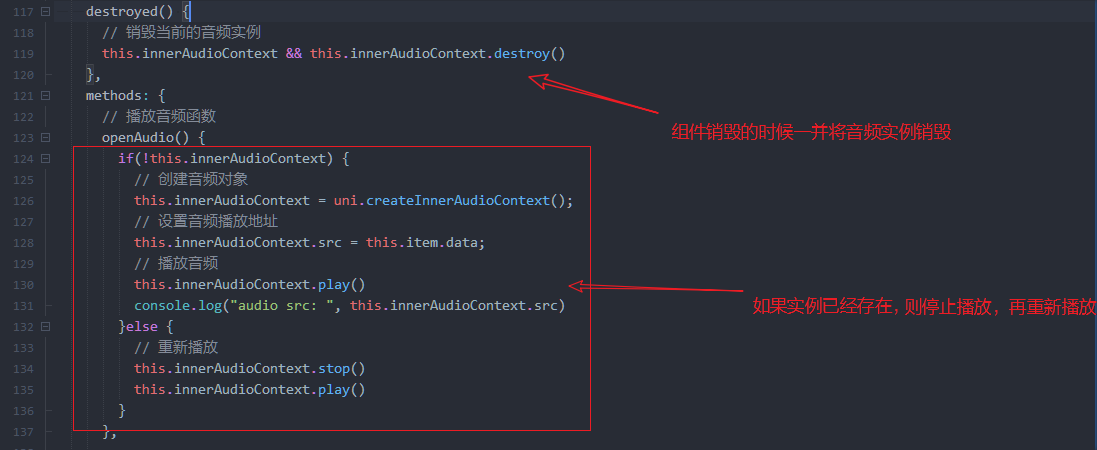 117 destroyed() {
118 // 销毁当前的音频实例
119 this.innerAudioContext && this.innerAudioContext.destroy()
120 },
121 methods: {
122 // 播放音频函数
123 openAudio() {
124 if(!this.innerAudioContext) {
125 // 创建音频对象
126 this.innerAudioContext = uni.createInnerAudioContext();
127 // 设置音频播放地址
128 this.innerAudioContext.src = this.item.data;
129 // 播放音频
130 this.innerAudioContext.play()
131 console.log("audio src: ", this.innerAudioContext.src)
132 }else {
133 // 重新播放
134 this.innerAudioContext.stop()
135 this.innerAudioContext.play()
136 }
137 },
组件销毁的时候一并将音频实例销毁
如果实例已经存在,则停止播放,再重新播放